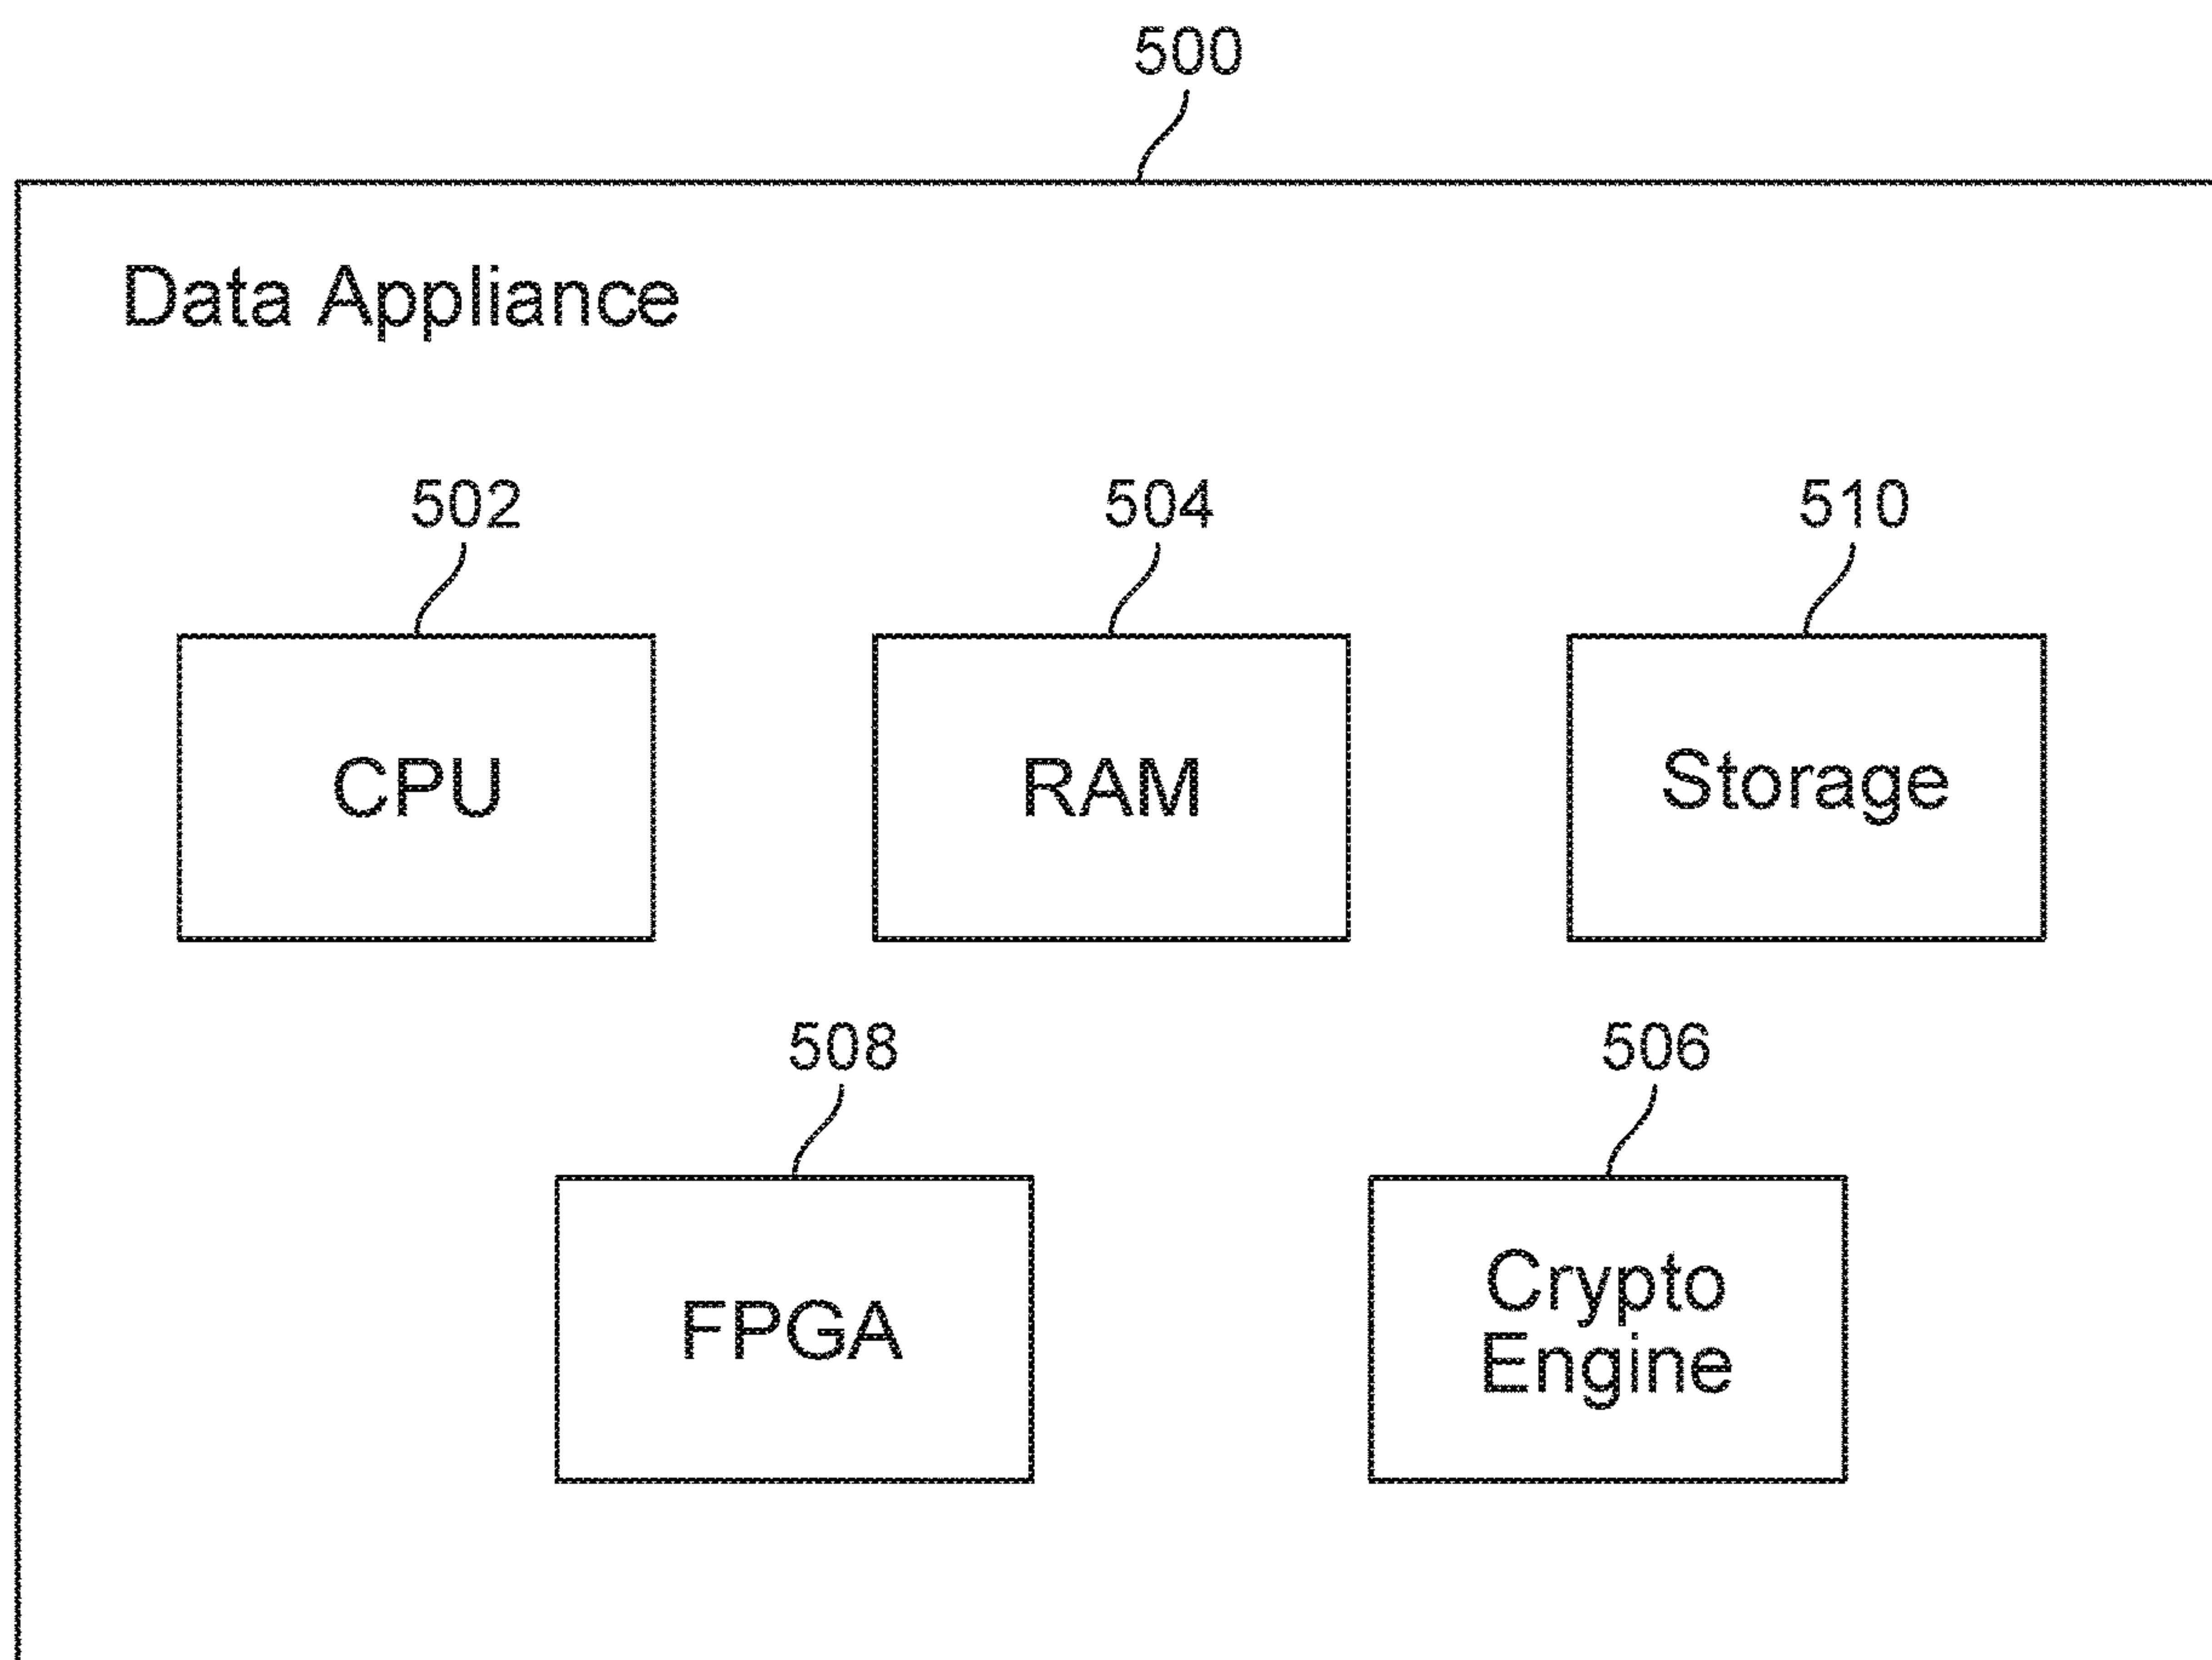 500
Data Appliance
502
504
510
CPU
RAM
Storage
508
506
FPGA
Crypto
Engine